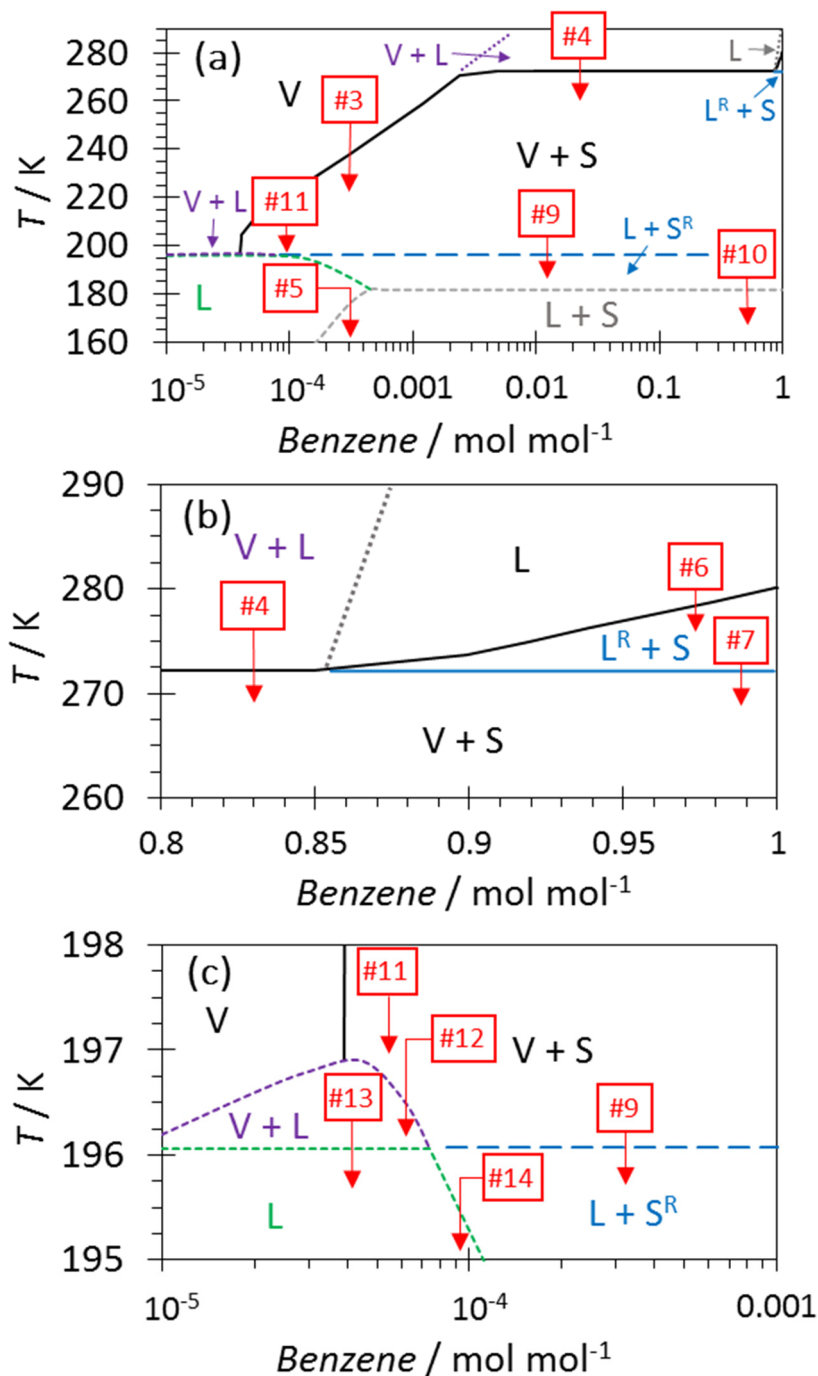 280
(a)
V + L
#4
L
260
V
#3
Lᴿ + S
240
V + S
220
V + L
#11
#9
L + Sᴿ
200
#10
180
L
#5
L + S
160
10⁻⁵
10⁻⁴
0.001
0.01
0.1
1
T / K
Benzene / mol mol⁻¹
290
(b)
V + L
L
#4
#6
280
#7
Lᴿ + S
270
V + S
260
0.8
0.85
0.9
0.95
1
T / K
Benzene / mol mol⁻¹
198
(c)
#11
V
#12
V + S
197
#13
#9
V + L
196
#14
L
L + Sᴿ
195
10⁻⁵
10⁻⁴
0.001
T / K
Benzene / mol mol⁻¹